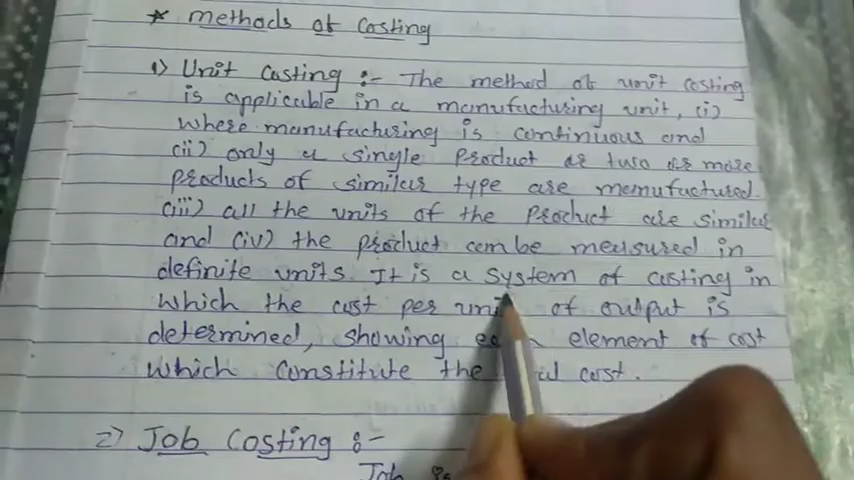 * methods of Costing
1) Unit Costing :- The method of unit costing
is applicable in a manufacturing unit, (i)
where manufacturing is continuous and
(ii) only a single product or two or more
products of similar type are manufactured.
(iii) all the units of the product are similar
and (iv) the product can be measured in
definite units. It is a system of costing in
which the cost per unit of output is
determined, showing element of cost
which constitute the cost.
2) Job Costing :-
Job is